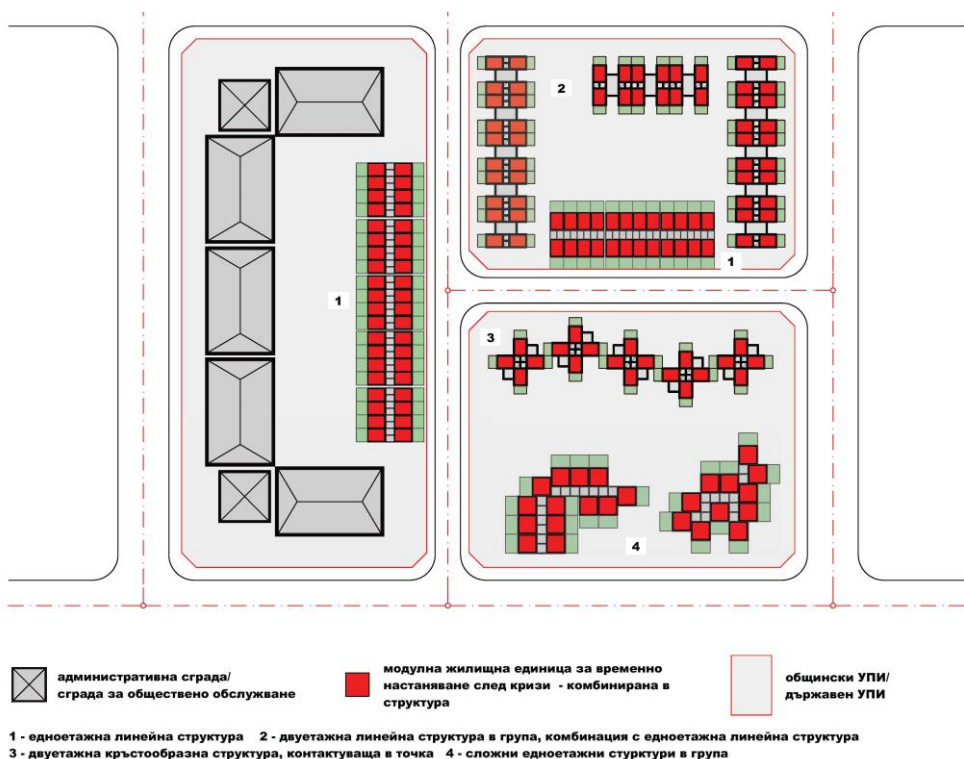 2
1
1
3
4
административна сграда/
сграда за обществено обслужване
модулна жилищна единица за временно
настаняване след кризи - комбинирана в
структура
общински УПИ/
държавен УПИ
1 - едноетажна линейна структура 2 - двуетажна линейна структура в група, комбинация с едноетажна линейна структура
3 - двуетажна кръстообразна структура, контактуваща в точка 4 - сложни едноетажни стурктури в група